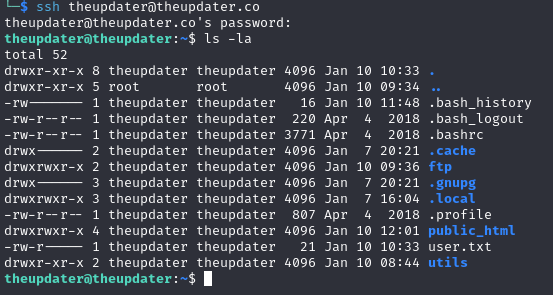 └─$ ssh theupdater@theupdater.co
theupdater@theupdater.co's password:
theupdater@theupdater:~$ ls -la
total 52
drwxr-xr-x 8 theupdater theupdater 4096 Jan 10 10:33 .
drwxr-xr-x 5 root       root       4096 Jan 10 09:34 ..
-rw------- 1 theupdater theupdater   16 Jan 10 11:48 .bash_history
-rw-r--r-- 1 theupdater theupdater  220 Apr  4  2018 .bash_logout
-rw-r--r-- 1 theupdater theupdater 3771 Apr  4  2018 .bashrc
drwx------ 2 theupdater theupdater 4096 Jan  7 20:21 .cache
drwxrwxr-x 2 theupdater theupdater 4096 Jan 10 09:36 ftp
drwx------ 3 theupdater theupdater 4096 Jan  7 20:21 .gnupg
drwxrwxr-x 3 theupdater theupdater 4096 Jan  7 16:04 .local
-rw-r--r-- 1 theupdater theupdater  807 Apr  4  2018 .profile
drwxrwxr-x 4 theupdater theupdater 4096 Jan 10 12:01 public_html
-rw-r----- 1 theupdater theupdater   21 Jan 10 10:33 user.txt
drwxrwxr-x 2 theupdater theupdater 4096 Jan 10 08:44 utils
theupdater@theupdater:~$